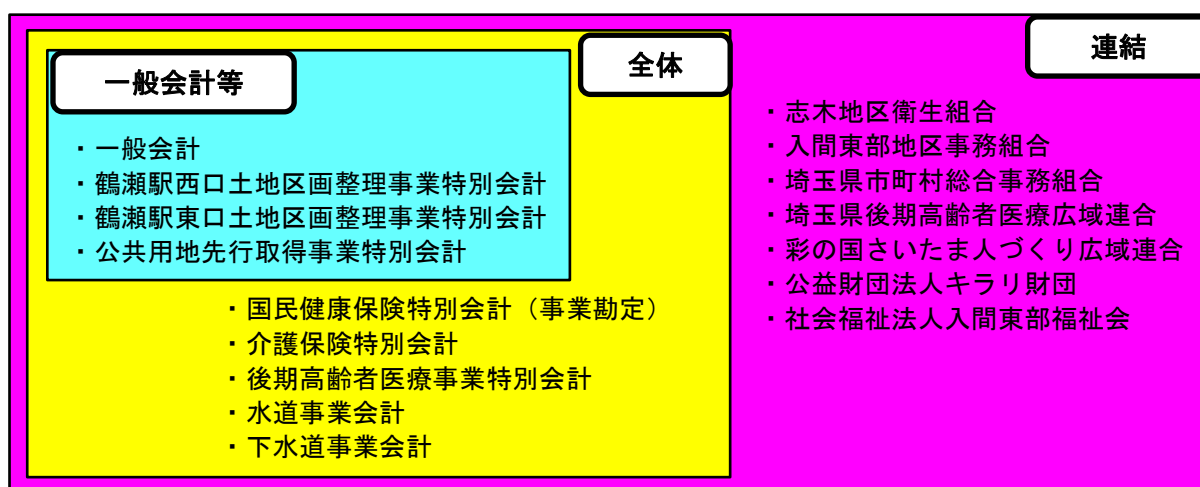 一般会計等
・一般会計
・鶴瀬駅西口土地区画整理事業特別会計
・鶴瀬駅東口土地区画整理事業特別会計
・公共用地先行取得事業特別会計
全体
・国民健康保険特別会計（事業勘定）
・介護保険特別会計
・後期高齢者医療事業特別会計
・水道事業会計
・下水道事業会計
連結
・志木地区衛生組合
・入間東部地区事務組合
・埼玉県市町村総合事務組合
・埼玉県後期高齢者医療広域連合
・彩の国さいたま人づくり広域連合
・公益財団法人キラリ財団
・社会福祉法人入間東部福祉会